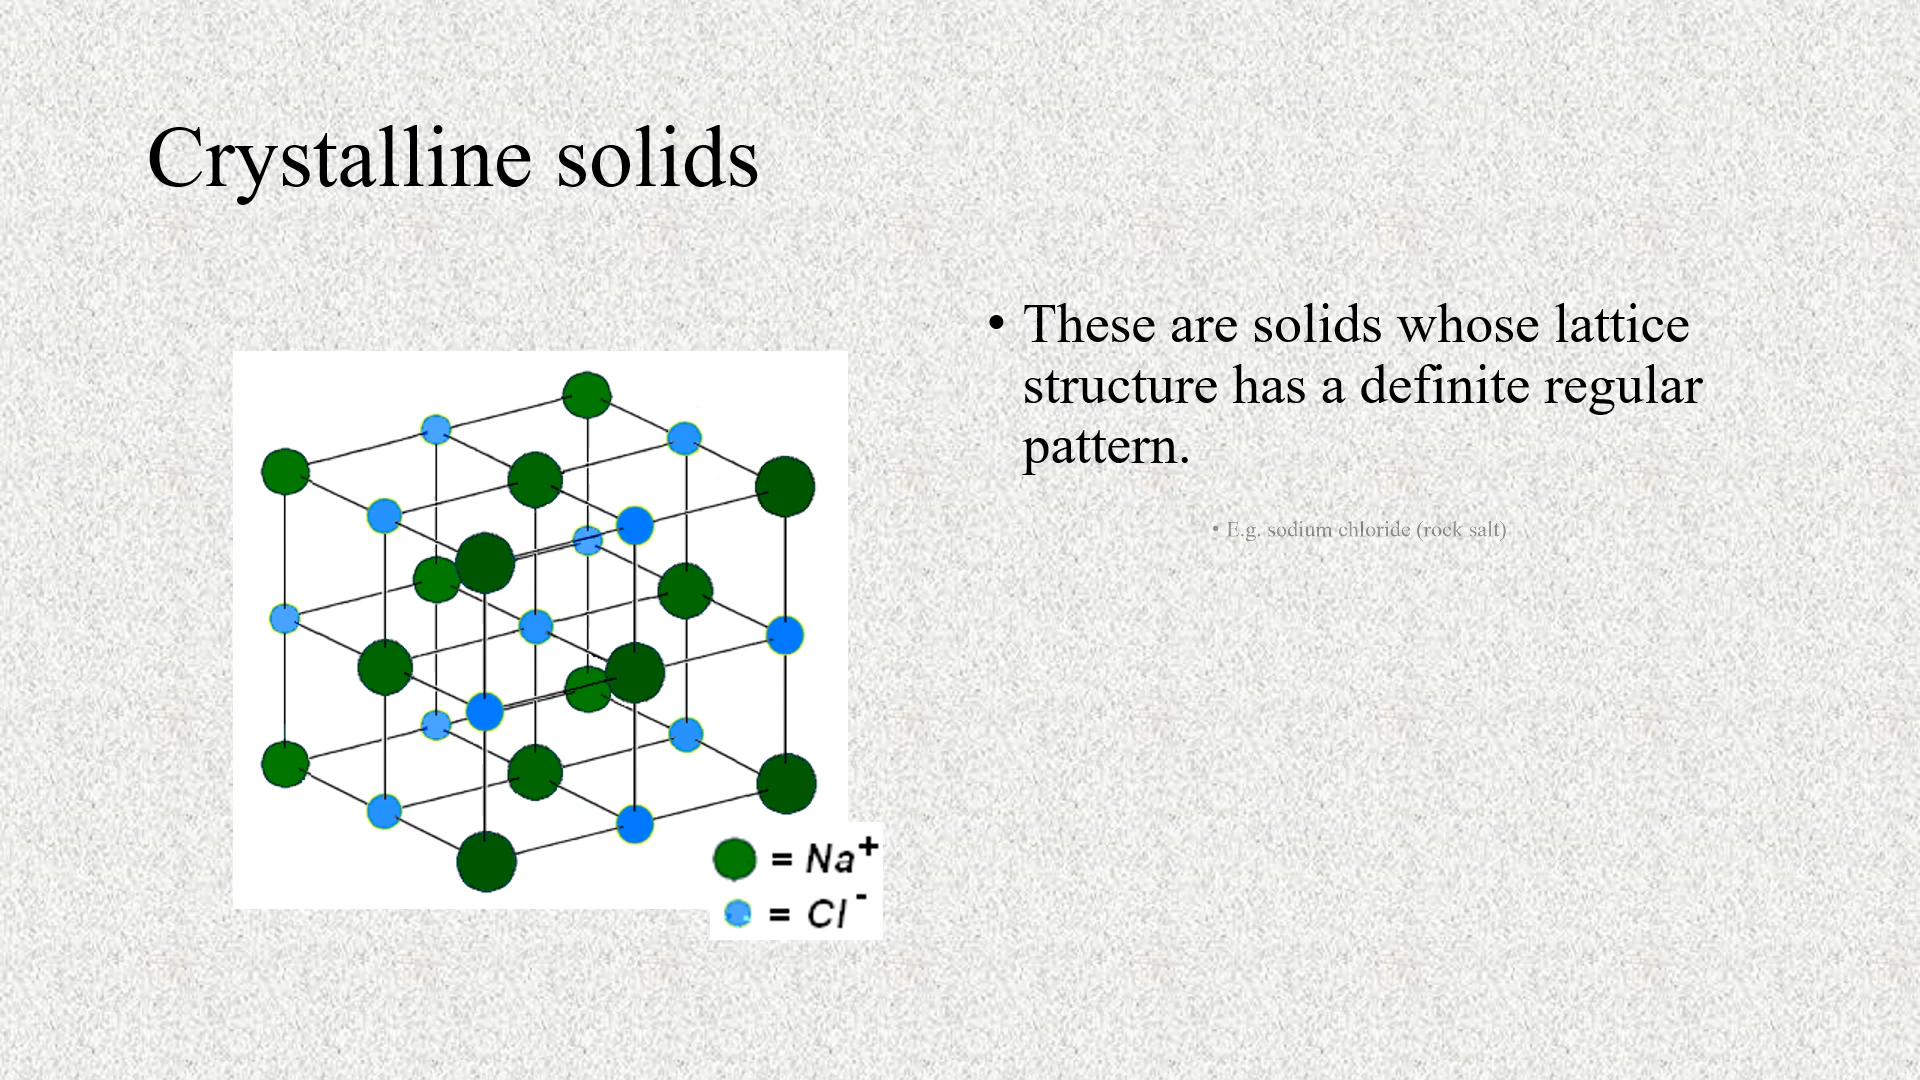 Crystalline solids
• These are solids whose lattice
structure has a definite regular
pattern.
• E.g. sodium chloride (rock salt)
= Na⁺
= Cl⁻